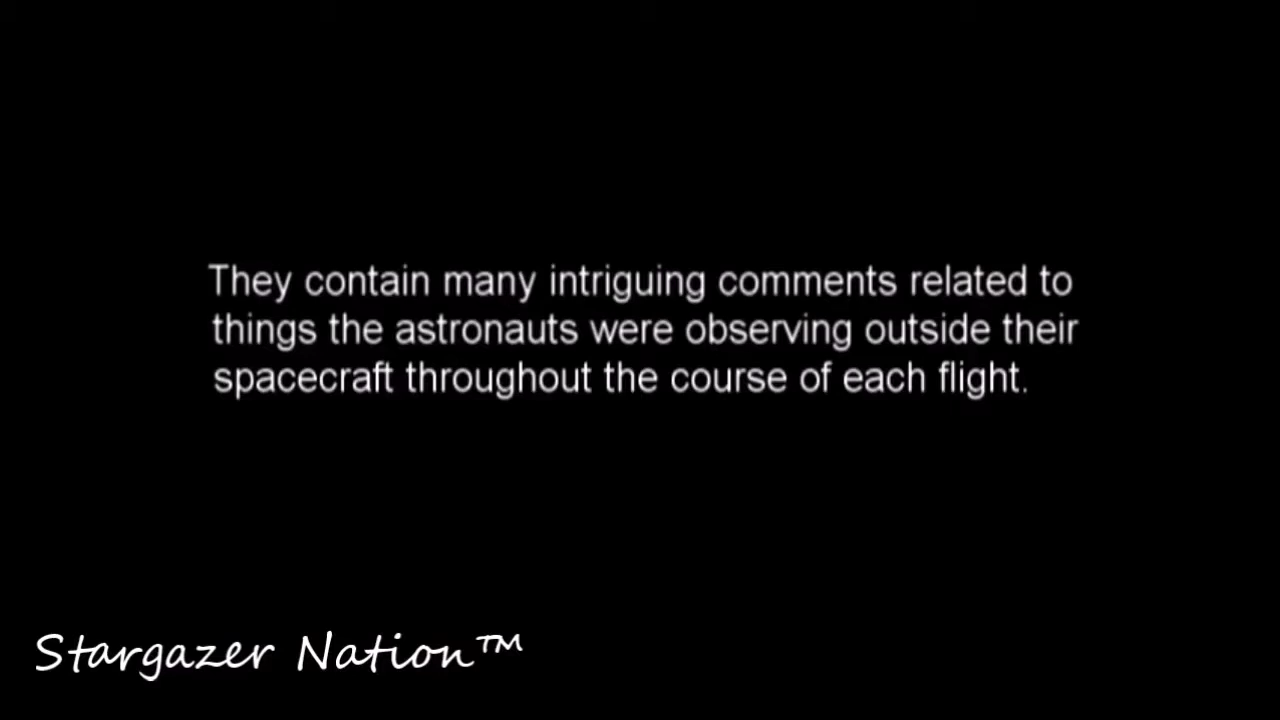 They contain many intriguing comments related to
things the astronauts were observing outside their
spacecraft throughout the course of each flight.
Stargazer Nation™